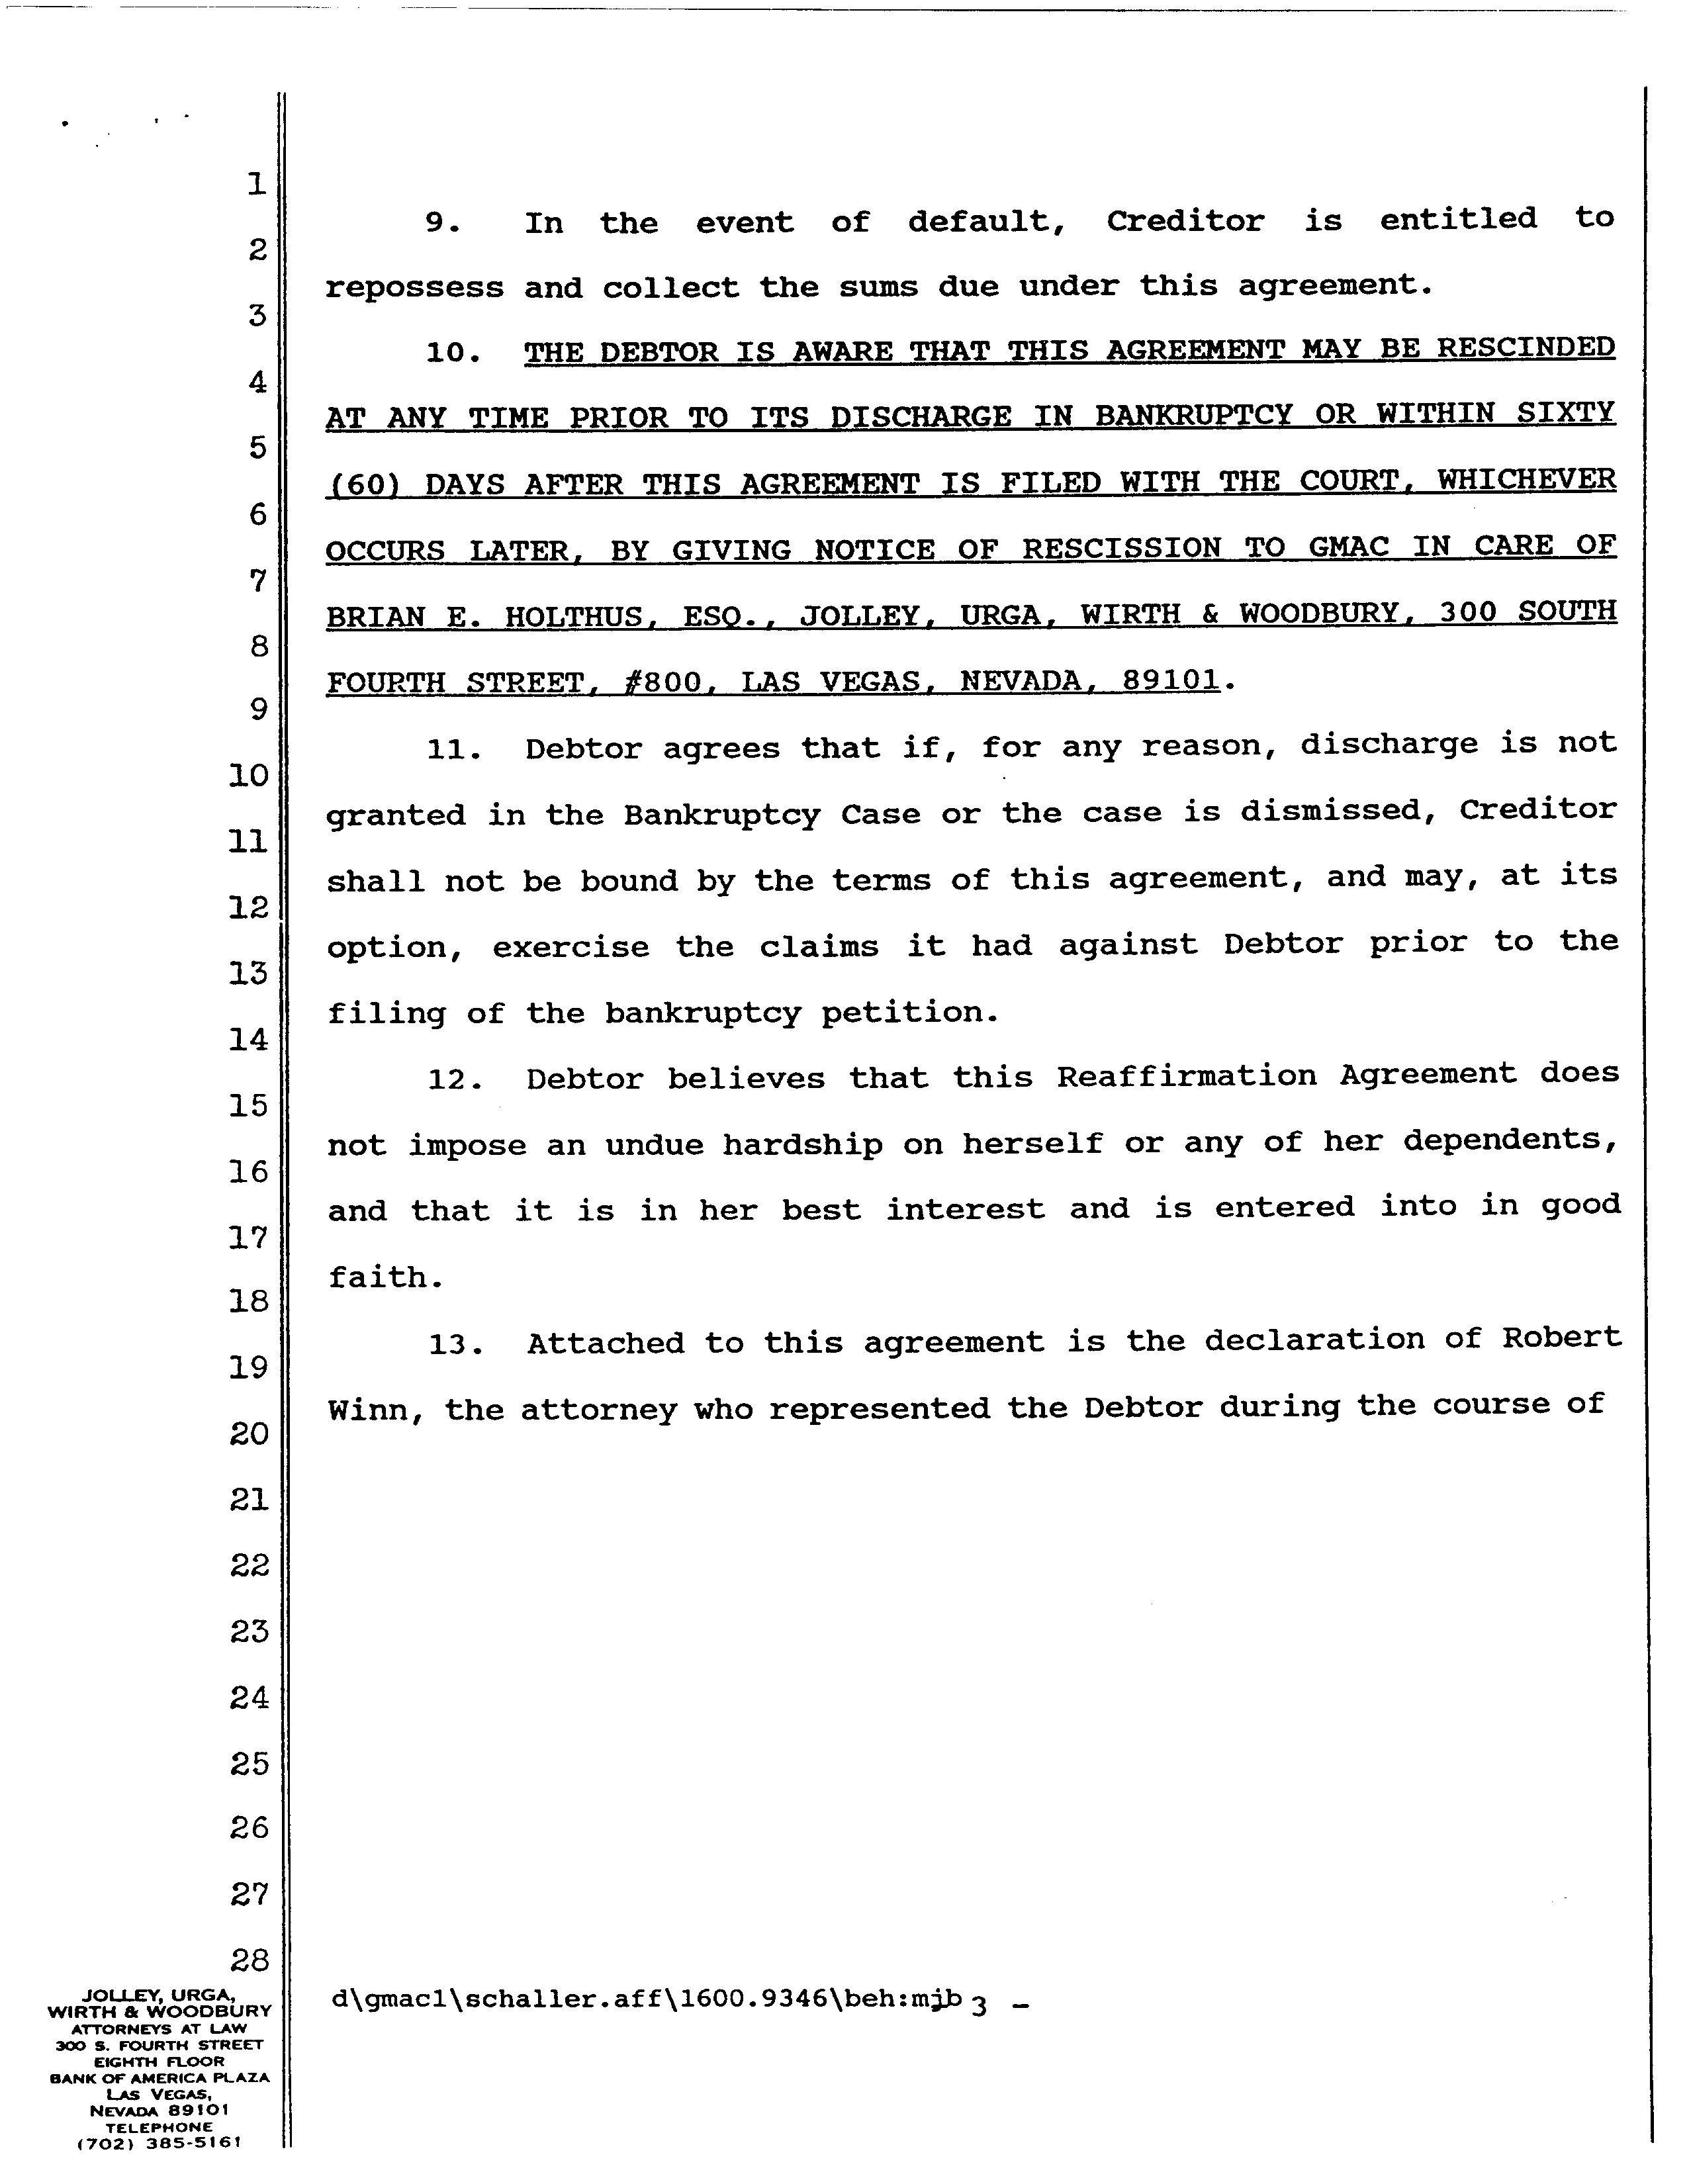 1
9. In the event of default, Creditor is entitled to
2
repossess and collect the sums due under this agreement.
3
10. THE DEBTOR IS AWARE THAT THIS AGREEMENT MAY BE RESCINDED
4
AT ANY TIME PRIOR TO ITS DISCHARGE IN BANKRUPTCY OR WITHIN SIXTY
5
(60) DAYS AFTER THIS AGREEMENT IS FILED WITH THE COURT, WHICHEVER
6
OCCURS LATER, BY GIVING NOTICE OF RESCISSION TO GMAC IN CARE OF
7
BRIAN E. HOLTHUS, ESQ., JOLLEY, URGA, WIRTH & WOODBURY, 300 SOUTH
8
FOURTH STREET, #800, LAS VEGAS, NEVADA, 89101.
9
11. Debtor agrees that if, for any reason, discharge is not
10
granted in the Bankruptcy Case or the case is dismissed, Creditor
11
shall not be bound by the terms of this agreement, and may, at its
12
option, exercise the claims it had against Debtor prior to the
13
filing of the bankruptcy petition.
14
12. Debtor believes that this Reaffirmation Agreement does
15
not impose an undue hardship on herself or any of her dependents,
16
and that it is in her best interest and is entered into in good
17
faith.
18
13. Attached to this agreement is the declaration of Robert
19
Winn, the attorney who represented the Debtor during the course of
20
21
22
23
24
25
26
27
28
d\gmac1\schaller.aff\1600.9346\beh:mjb 3 -
JOLLEY, URGA,
WIRTH & WOODBURY
ATTORNEYS AT LAW
300 S. FOURTH STREET
EIGHTH FLOOR
BANK OF AMERICA PLAZA
LAS VEGAS,
NEVADA 89101
TELEPHONE
(702) 385-5161